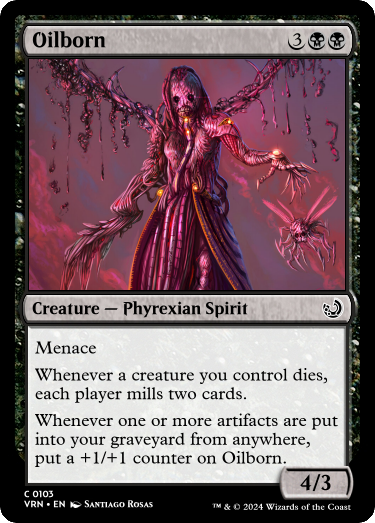 Oilborn 3
Creature — Phyrexian Spirit
Menace
Whenever a creature you control dies,
each player mills two cards.
Whenever one or more artifacts are put
into your graveyard from anywhere,
put a +1/+1 counter on Oilborn.
4/3
C 0103
VRN • EN Santiago Rosas
™ & © 2024 Wizards of the Coast